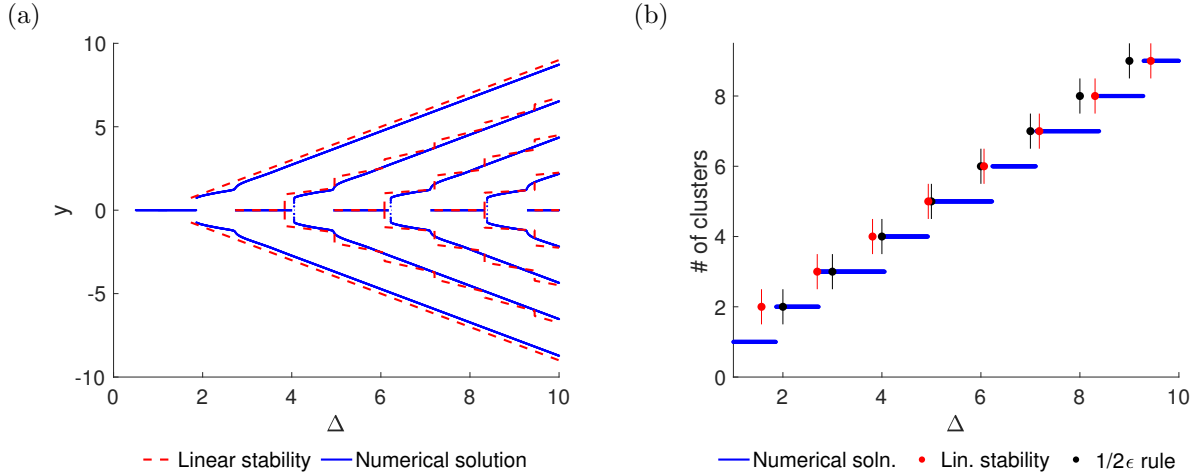 (a)
10
5
0
-5
-10
y
0
2
4
6
8
10
Δ
Linear stability
Numerical solution
(b)
8
6
4
2
0
# of clusters
2
4
6
8
10
Δ
Numerical soln.
Lin. stability
1/2ϵ rule